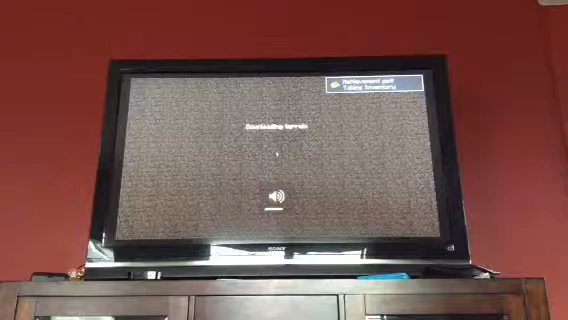 Achievement get!
Taking Inventory
Downloading terrain
SONY